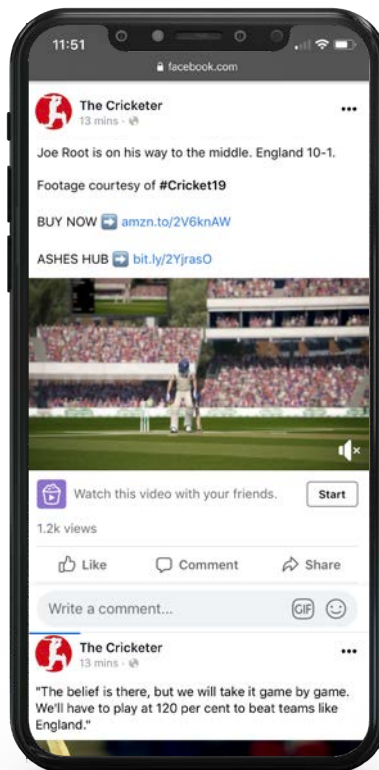 11:51
facebook.com
The Cricketer
13 mins ·
Joe Root is on his way to the middle. England 10-1.
Footage courtesy of #Cricket19
BUY NOW ➡️ amzn.to/2V6knAW
ASHES HUB ➡️ bit.ly/2YjrasO
Watch this video with your friends.
Start
1.2k views
Like
Comment
Share
Write a comment...
GIF
The Cricketer
13 mins ·
"The belief is there, but we will take it game by game.
We'll have to play at 120 per cent to beat teams like
England."